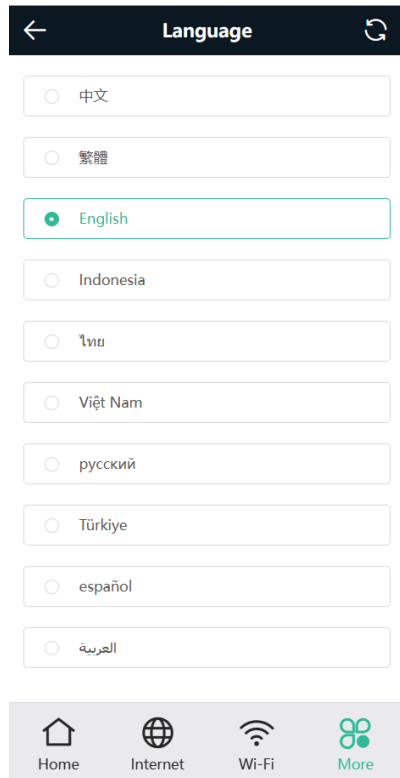 Language
中文
繁體
English
Indonesia
ไทย
Việt Nam
русский
Türkiye
español
العربية
Home Internet Wi-Fi More